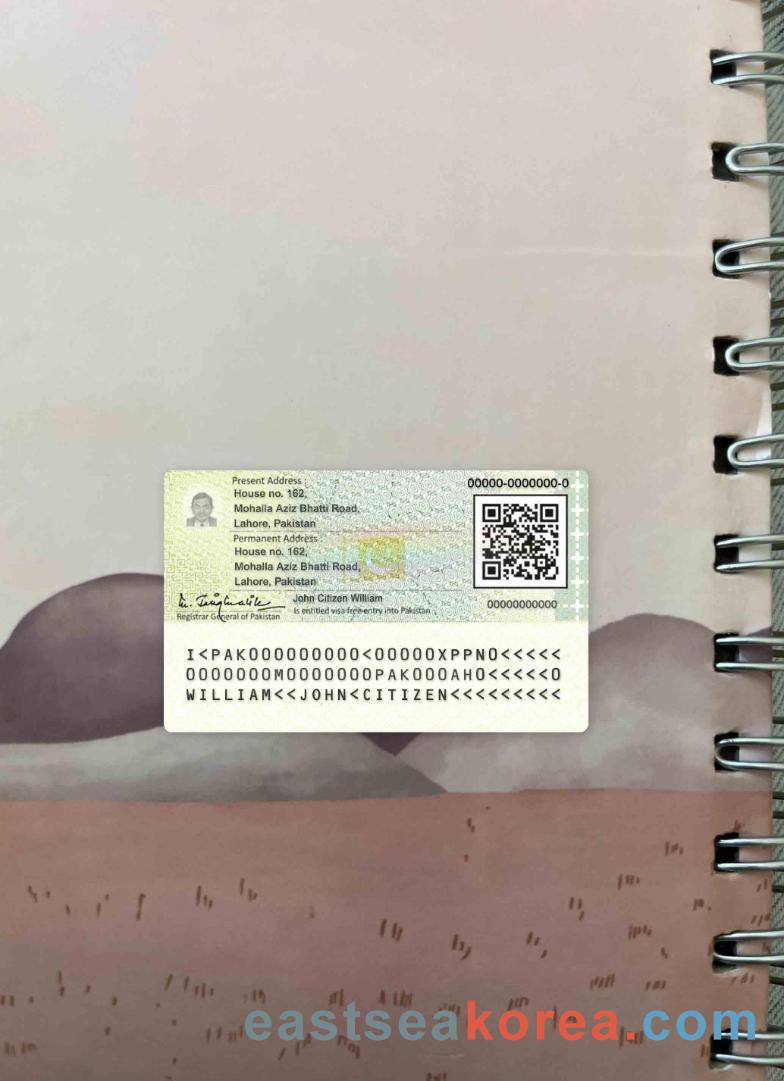 Present Address :
House no. 162,
Mohalla Aziz Bhatti Road,
Lahore, Pakistan
Permanent Address :
House no. 162,
Mohalla Aziz Bhatti Road,
Lahore, Pakistan
00000-0000000-0
00000000000
Registrar General of Pakistan
John Citizen William
Is entitled visa free entry into Pakistan
I<PAK0000000000<00000XPPN0<<<<<
0000000M0000000PAK000AH0<<<<<0
WILLIAM<<JOHN<CITIZEN<<<<<<<<<
eastseakorea.com